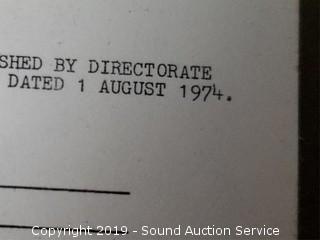 SHED BY DIRECTORATE
DATED 1 AUGUST 1974.
Copyright 2019 - Sound Auction Service